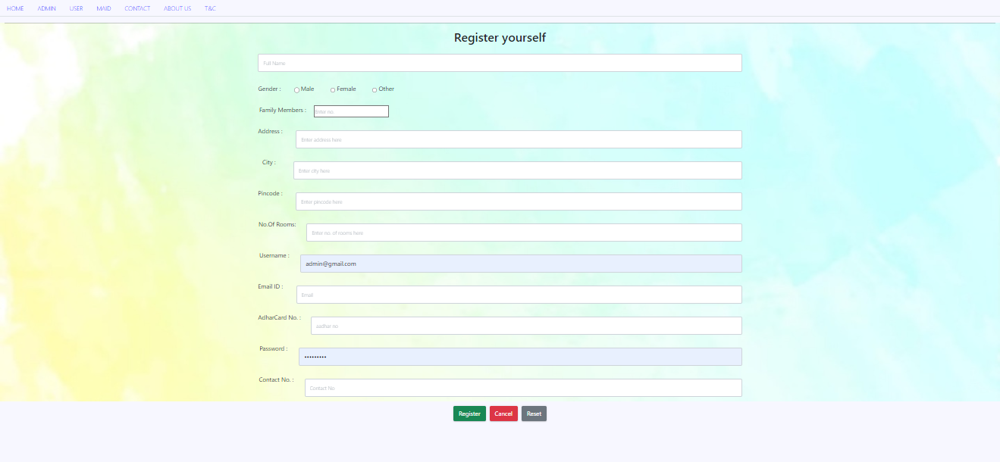 HOME ADMIN USER MAID CONTACT ABOUT US T&C
Register yourself
Full Name
Gender : Male Female Other
Family Members : Enter no.
Address : Enter address here
City : Enter city here
Pincode : Enter pincode here
No.Of Rooms: Enter no. of rooms here
Username : admin@gmail.com
Email ID : Email
AdharCard No. : aadhar no
Password : •••••••••
Contact No. : Contact No
Register Cancel Reset